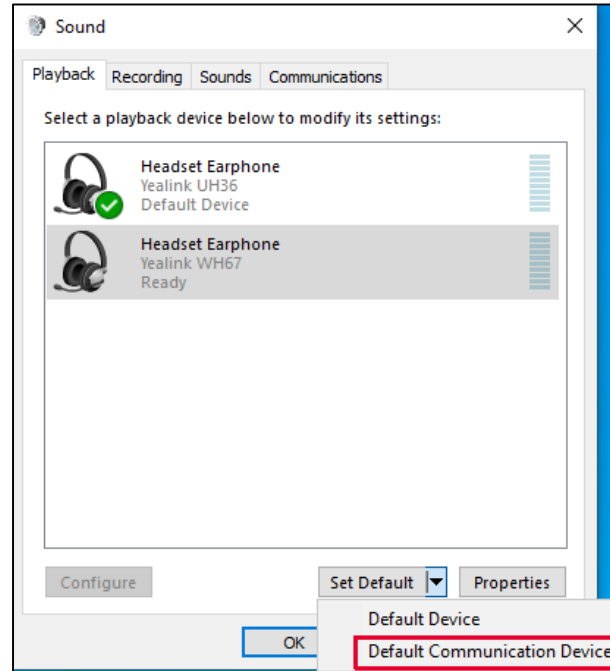 Sound
Playback Recording Sounds Communications
Select a playback device below to modify its settings:
Headset Earphone
Yealink UH36
Default Device
Headset Earphone
Yealink WH67
Ready
Configure Set Default Properties
Default Device
OK
Default Communication Device